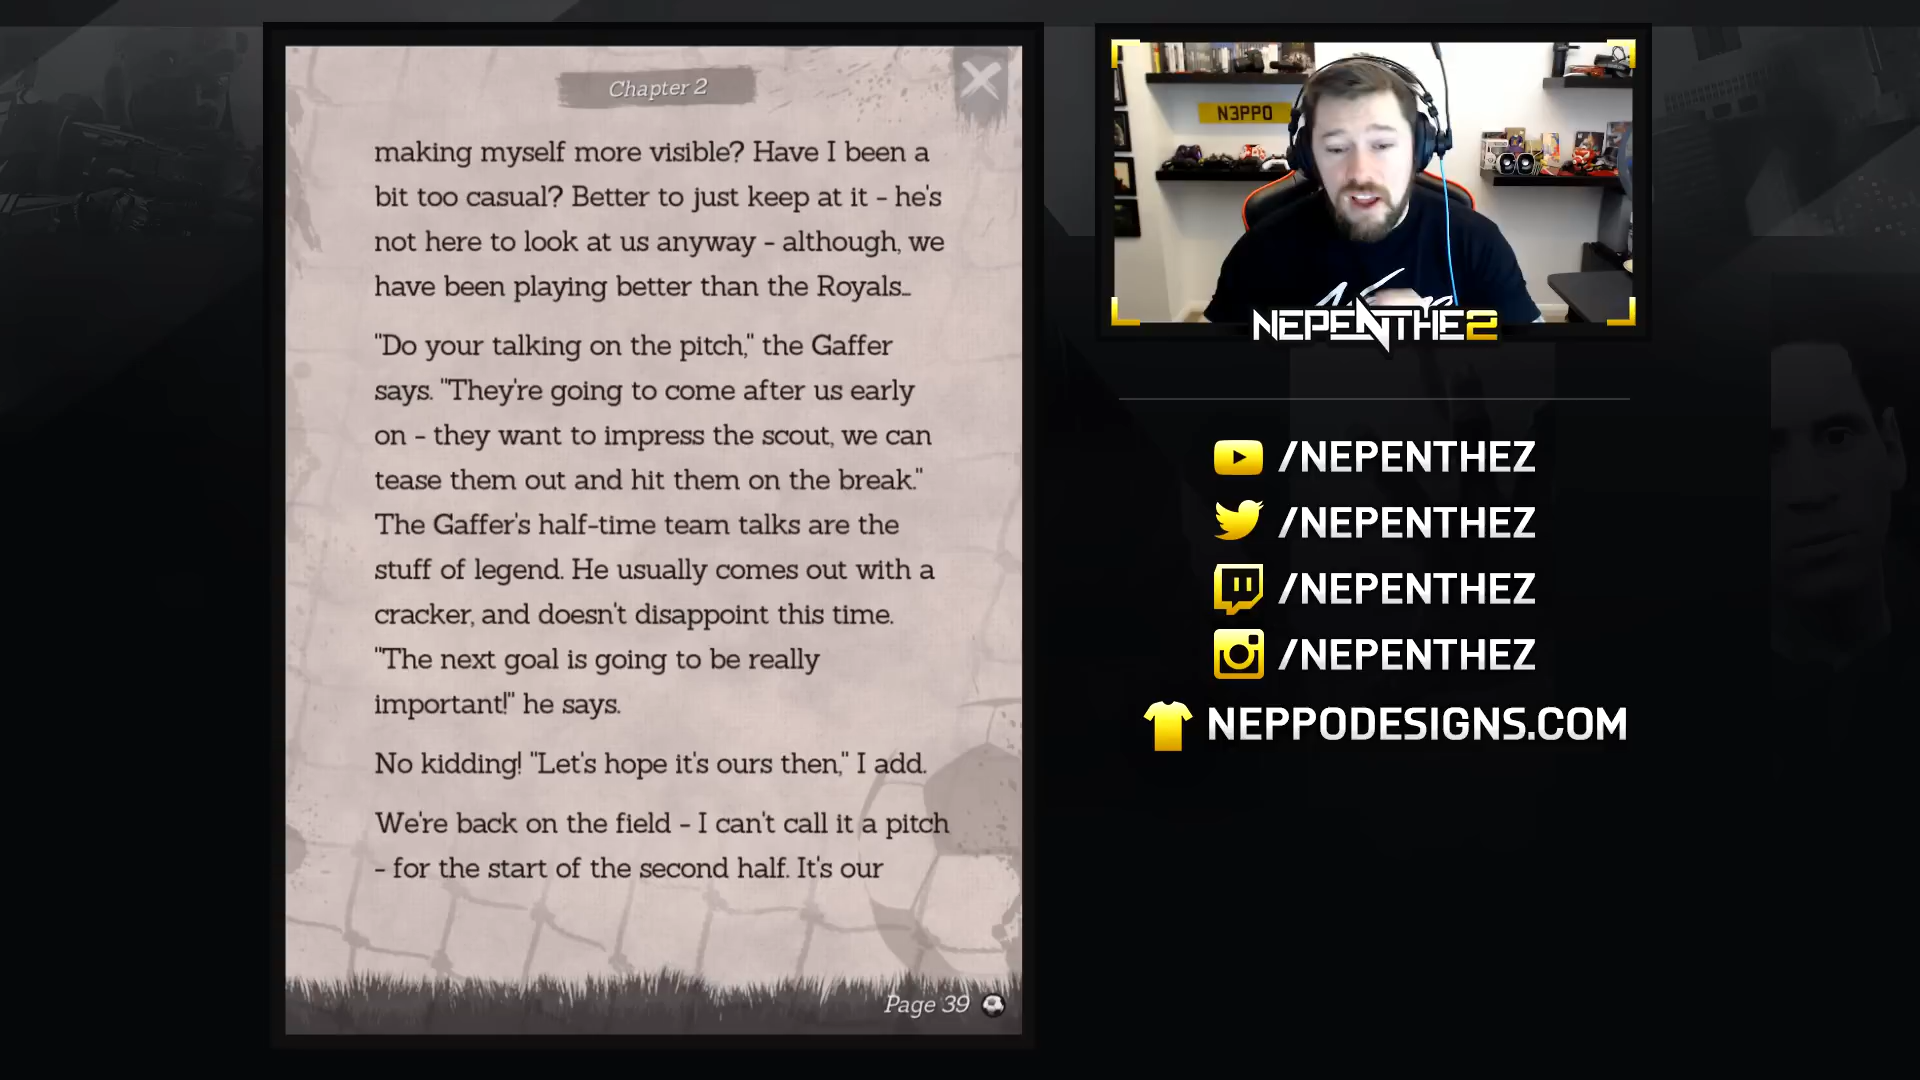 Chapter 2
making myself more visible? Have I been a
bit too casual? Better to just keep at it - he's
not here to look at us anyway - although, we
have been playing better than the Royals...
"Do your talking on the pitch," the Gaffer
says. "They're going to come after us early
on - they want to impress the scout, we can
tease them out and hit them on the break."
The Gaffer's half-time team talks are the
stuff of legend. He usually comes out with a
cracker, and doesn't disappoint this time.
"The next goal is going to be really
important!" he says.
No kidding! "Let's hope it's ours then," I add.
We're back on the field - I can't call it a pitch
- for the start of the second half. It's our
Page 39
N3PPO
NEPENTHEZ
/NEPENTHEZ
/NEPENTHEZ
/NEPENTHEZ
/NEPENTHEZ
NEPPODESIGNS.COM